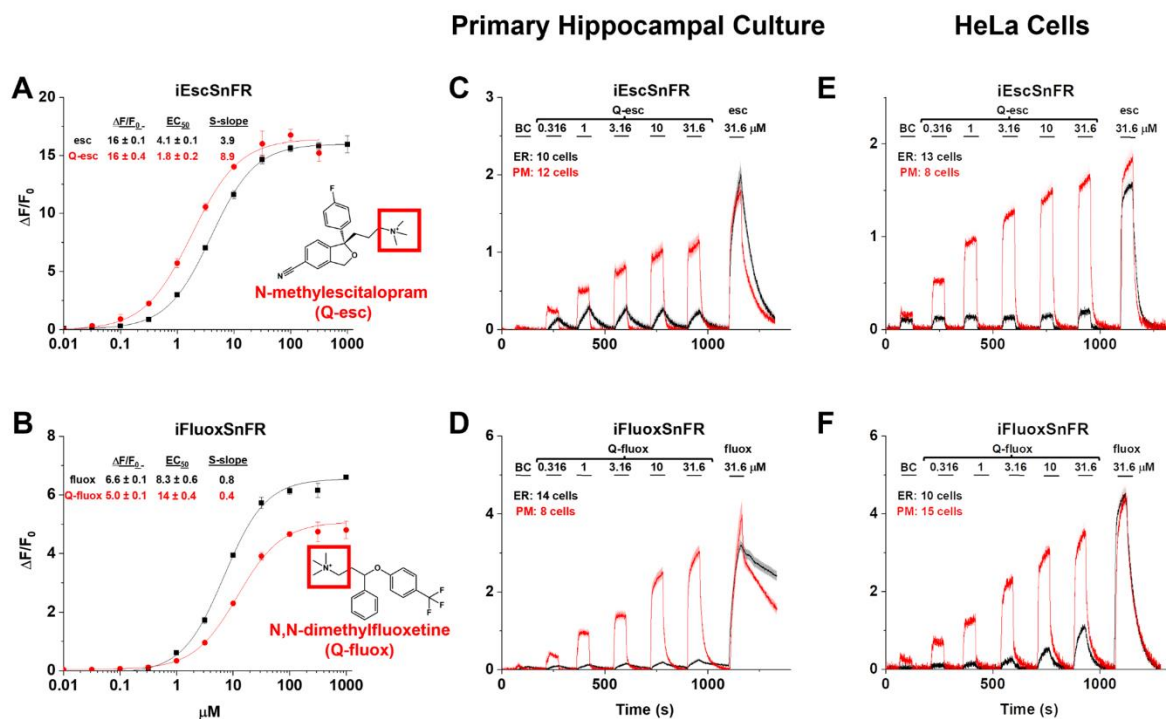 Primary Hippocampal Culture
HeLa Cells
A
iEscSnFR
ΔF/F0 EC50 S-slope
esc 16 ± 0.1 4.1 ± 0.1 3.9
Q-esc 16 ± 0.4 1.8 ± 0.2 8.9
20
15
10
5
0
ΔF/F0
0.01 0.1 1 10 100 1000
F
N+
N
O
N-methylescitalopram
(Q-esc)
C
iEscSnFR
Q-esc esc
BC 0.316 1 3.16 10 31.6 31.6 μM
ER: 10 cells
PM: 12 cells
3
2
1
0
0 500 1000
E
iEscSnFR
Q-esc esc
BC 0.316 1 3.16 10 31.6 31.6 μM
ER: 13 cells
PM: 8 cells
2
1
0
0 500 1000
B
iFluoxSnFR
ΔF/F0 EC50 S-slope
fluox 6.6 ± 0.1 8.3 ± 0.6 0.8
Q-fluox 5.0 ± 0.1 14 ± 0.4 0.4
7
6
5
4
3
2
1
0
ΔF/F0
0.01 0.1 1 10 100 1000
μM
N+
O
F
F
F
N,N-dimethylfluoxetine
(Q-fluox)
D
iFluoxSnFR
Q-fluox fluox
BC 0.316 1 3.16 10 31.6 31.6 μM
ER: 14 cells
PM: 8 cells
6
4
2
0
0 500 1000
Time (s)
F
iFluoxSnFR
Q-fluox fluox
BC 0.316 1 3.16 10 31.6 31.6 μM
ER: 10 cells
PM: 15 cells
6
4
2
0
0 500 1000
Time (s)